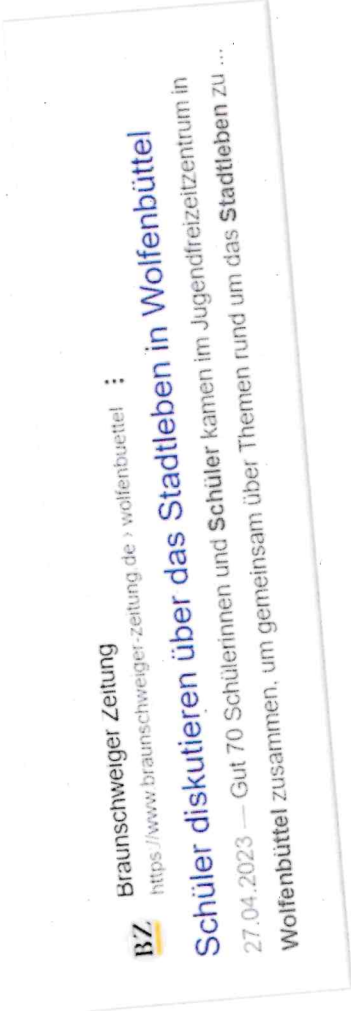 BZ
Braunschweiger Zeitung
https://www.braunschweiger-zeitung.de › wolfenbuettel ⋮
Schüler diskutieren über das Stadtleben in Wolfenbüttel
27.04.2023 — Gut 70 Schülerinnen und Schüler kamen im Jugendfreizeitzentrum in
Wolfenbüttel zusammen, um gemeinsam über Themen rund um das Stadtleben zu ...